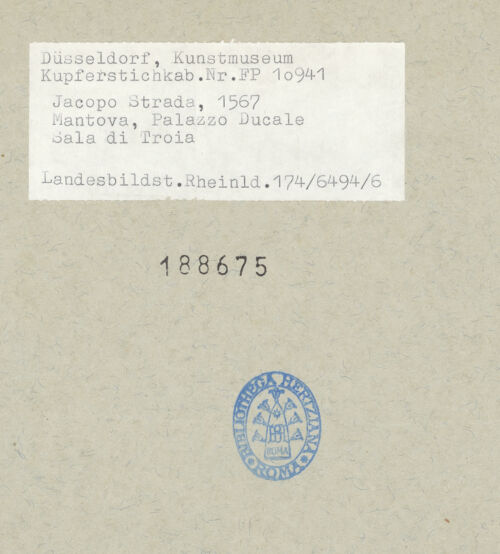 Düsseldorf, Kunstmuseum
Kupferstichkab.Nr.FP 1o941
Jacopo Strada, 1567
Mantova, Palazzo Ducale
Sala di Troia
Landesbildst.Rheinld.174/6494/6
188675
BIBLIOTHECA HERTZIANA
ROMA
ROMA